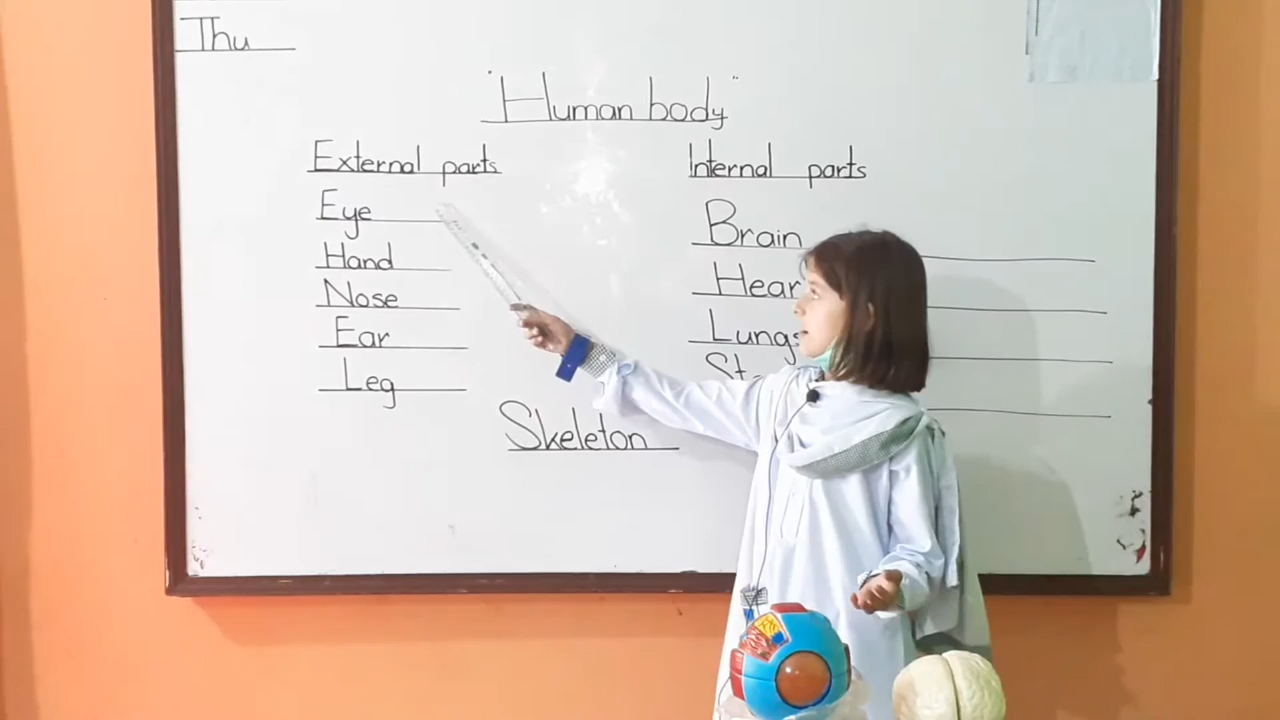 Thu
"Human body"
External parts
Eye
Hand
Nose
Ear
Leg
Internal parts
Brain
Hear
Lungs
St
Skeleton